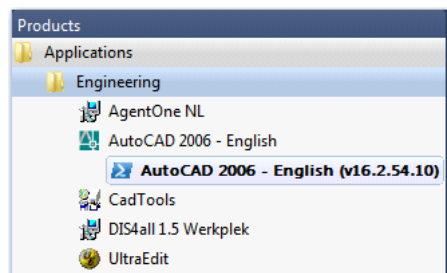 Products
Applications
Engineering
AgentOne NL
AutoCAD 2006 - English
AutoCAD 2006 - English (v16.2.54.10)
CadTools
DIS4all 1.5 Werkplek
UltraEdit